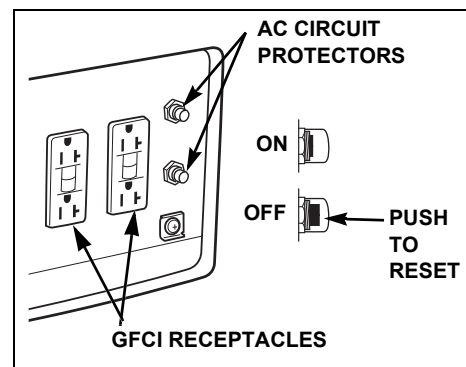 AC CIRCUIT
PROTECTORS
ON
OFF
PUSH
TO
RESET
GFCI RECEPTACLES